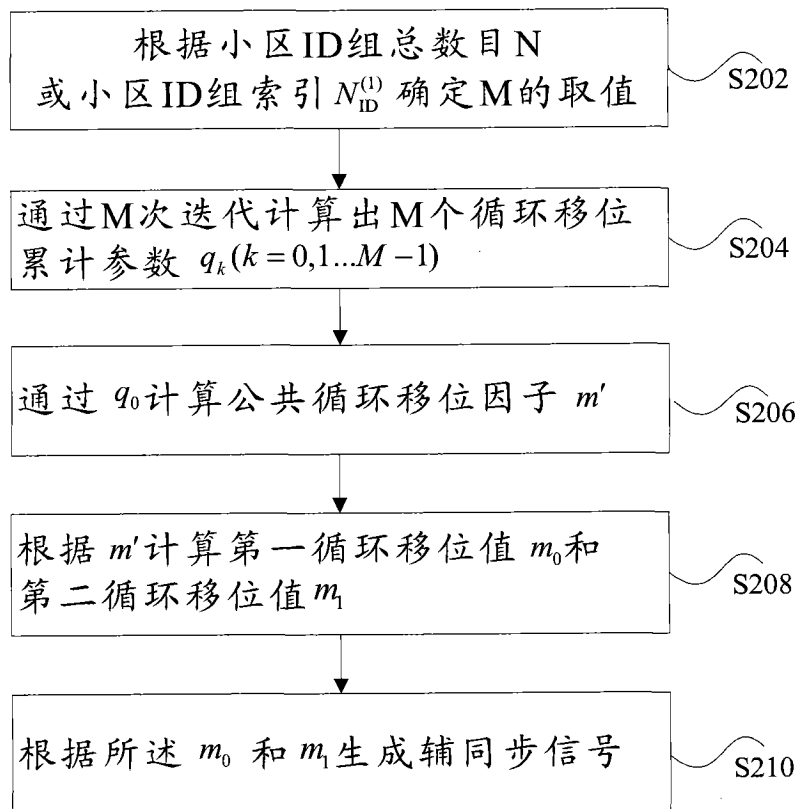 根据小区ID组总数目N
或小区ID组索引 $N_{\mathrm{ID}}^{(1)}$ 确定M的取值
S202
通过M次迭代计算出M个循环移位
累计参数 $q_k(k=0,1...M-1)$
S204
通过 $q_0$ 计算公共循环移位因子 $m'$
S206
根据 $m'$ 计算第一循环移位值 $m_0$ 和
第二循环移位值 $m_1$
S208
根据所述 $m_0$ 和 $m_1$ 生成辅同步信号
S210